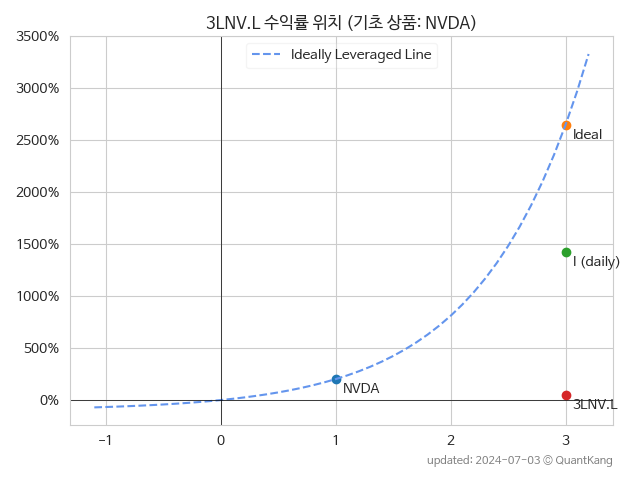 3LNV.L 수익률 위치 (기초 상품: NVDA)
Ideally Leveraged Line
3500%
3000%
2500%
2000%
1500%
1000%
500%
0%
Ideal
I (daily)
NVDA
3LNV.L
−1
0
1
2
3
updated: 2024-07-03 © QuantKang